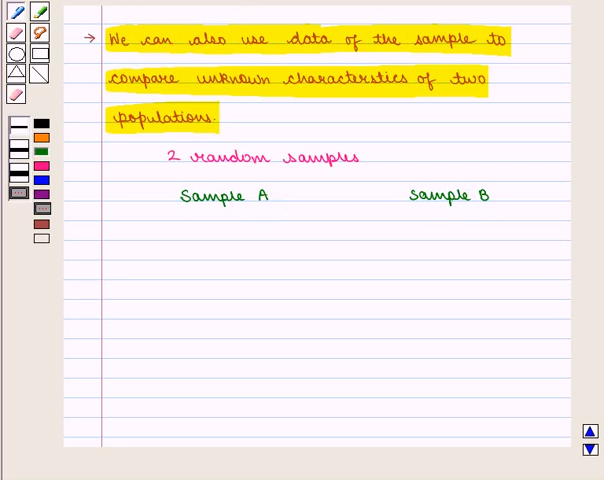 → We can also use data of the sample to
compare unknown characterstics of two
populations.
2 random samples
Sample A Sample B